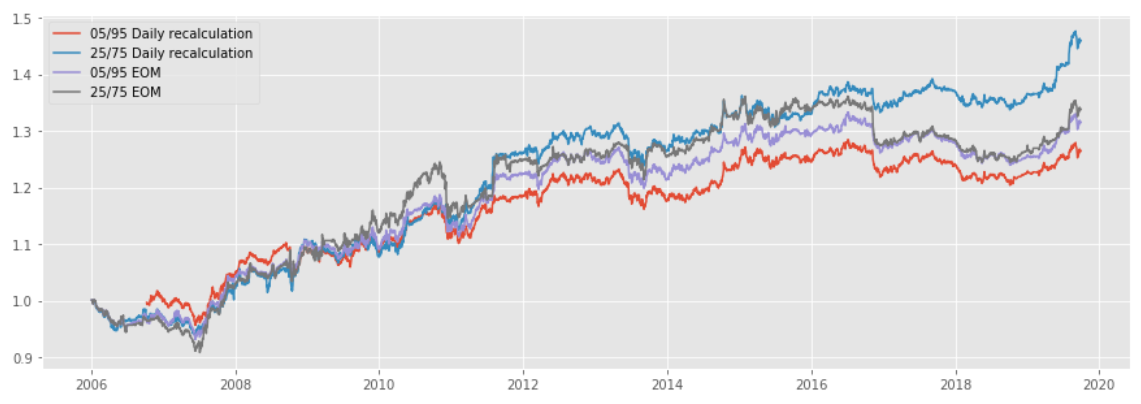 1.5
1.4
1.3
1.2
1.1
1.0
0.9
05/95 Daily recalculation
25/75 Daily recalculation
05/95 EOM
25/75 EOM
2006 2008 2010 2012 2014 2016 2018 2020